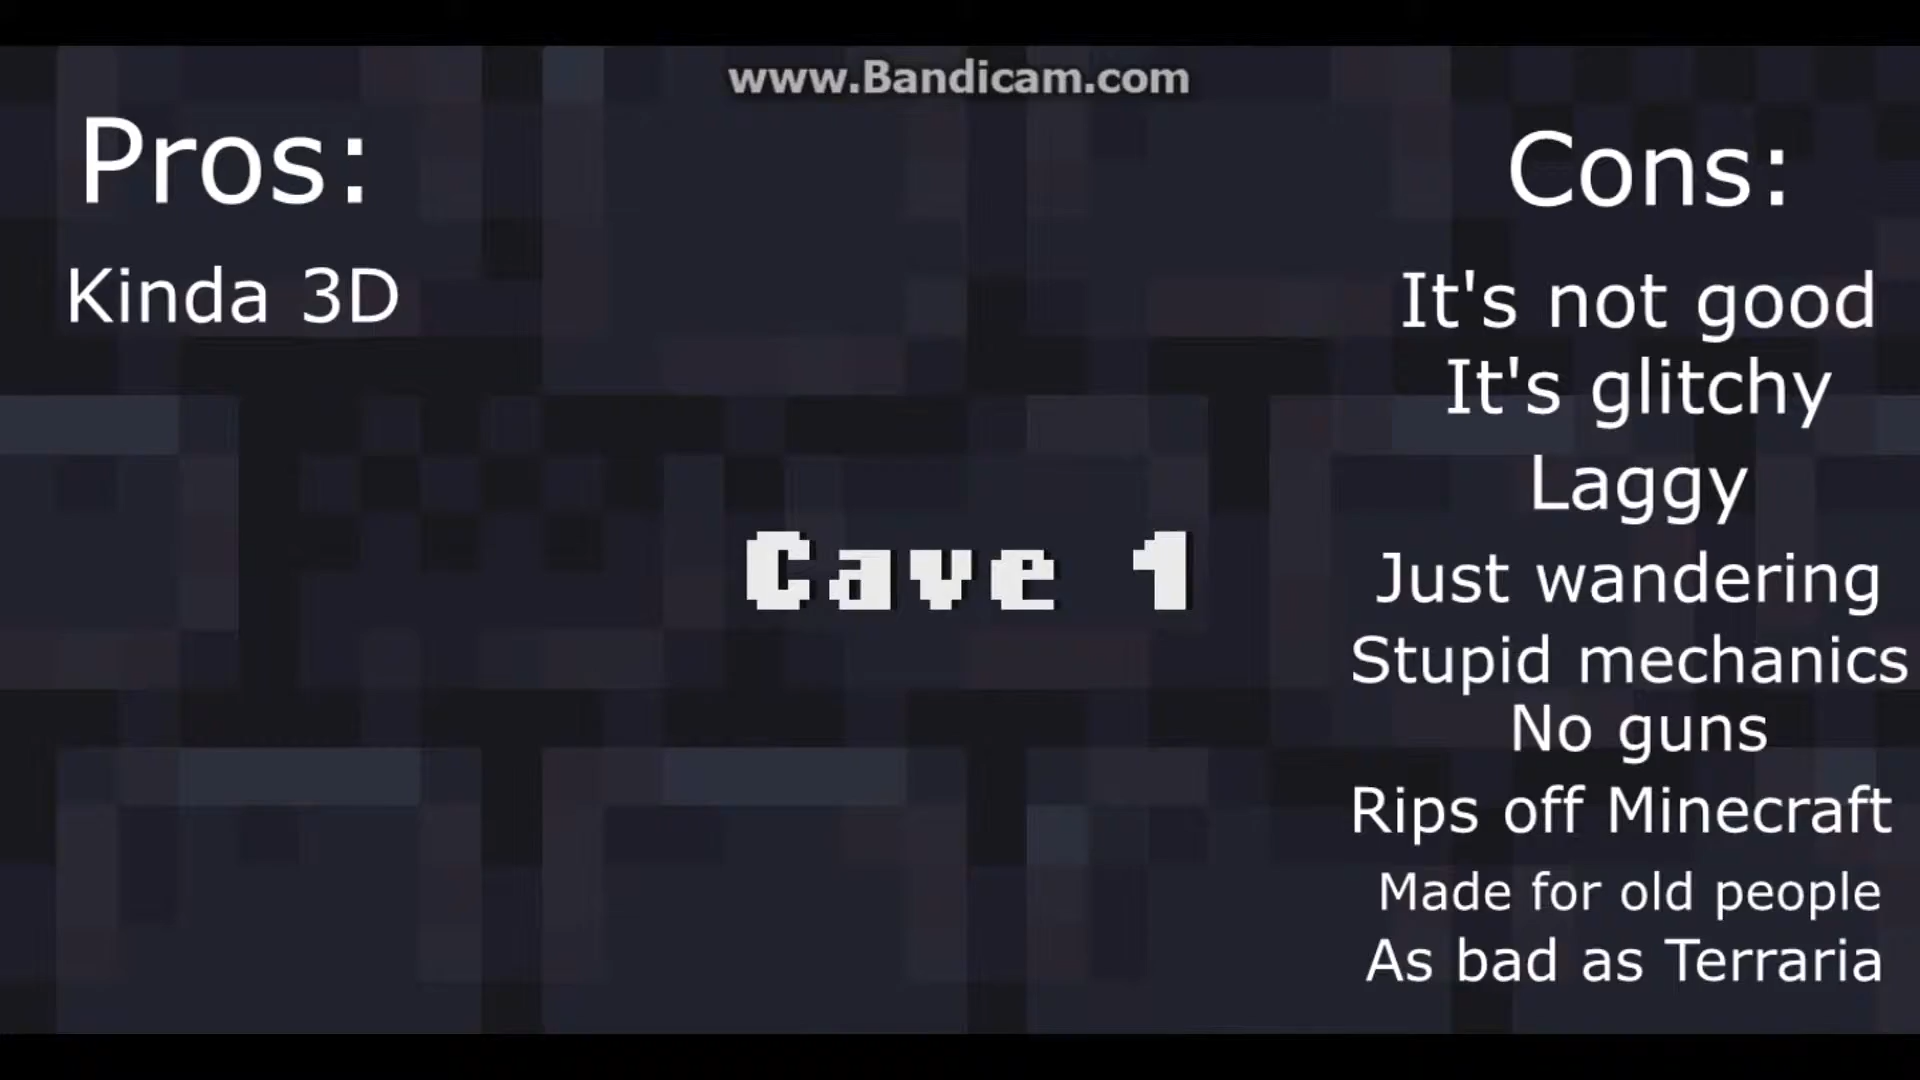 www.Bandicam.com
Pros:
Kinda 3D
Cave 1
Cons:
It's not good
It's glitchy
Laggy
Just wandering
Stupid mechanics
No guns
Rips off Minecraft
Made for old people
As bad as Terraria